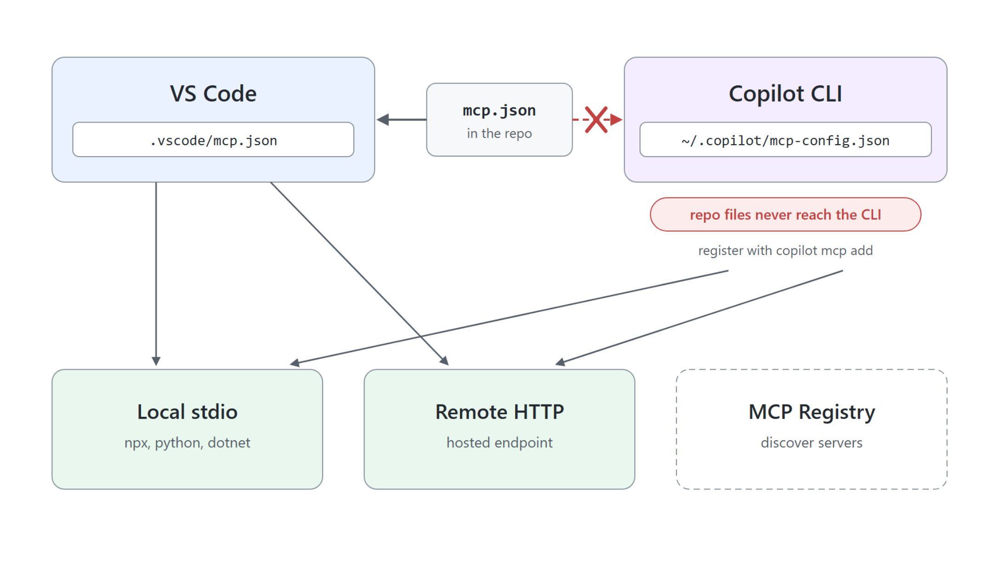 VS Code
.vscode/mcp.json
mcp.json
in the repo
Copilot CLI
~/.copilot/mcp-config.json
repo files never reach the CLI
register with copilot mcp add
Local stdio
npx, python, dotnet
Remote HTTP
hosted endpoint
MCP Registry
discover servers